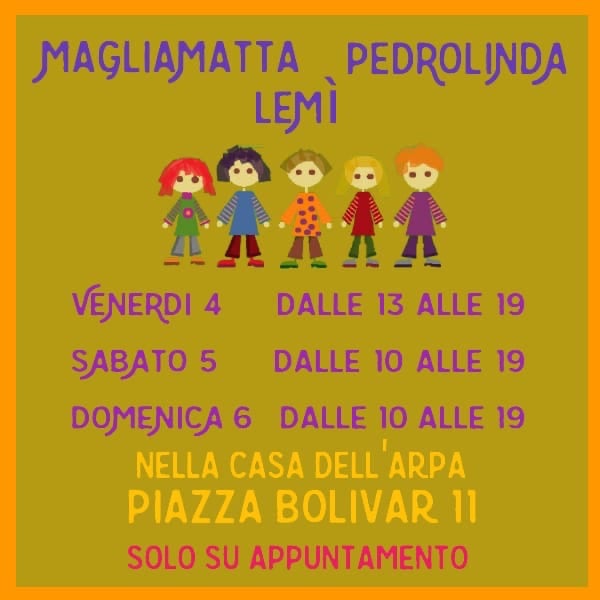 MAGLIAMATTA PEDROLINDA
LEMÌ
VENERDI 4 DALLE 13 ALLE 19
SABATO 5 DALLE 10 ALLE 19
DOMENICA 6 DALLE 10 ALLE 19
NELLA CASA DELL'ARPA
PIAZZA BOLIVAR 11
SOLO SU APPUNTAMENTO